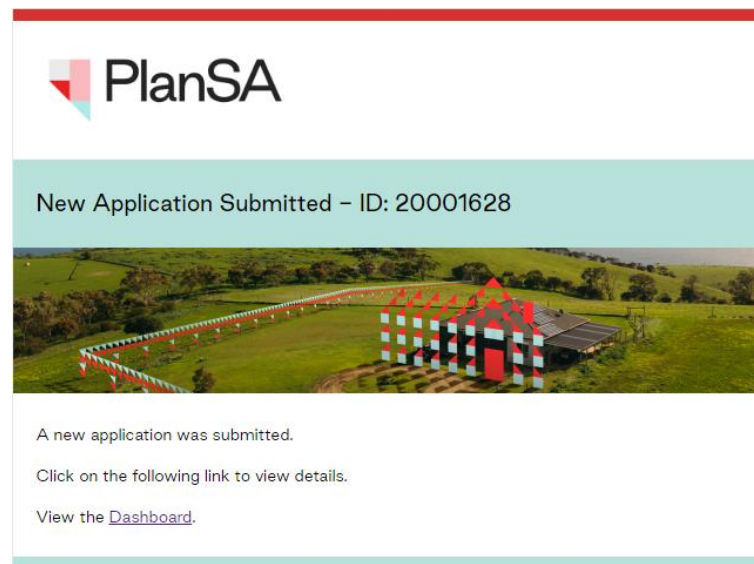 PlanSA
New Application Submitted – ID: 20001628
A new application was submitted.
Click on the following link to view details.
View the Dashboard.